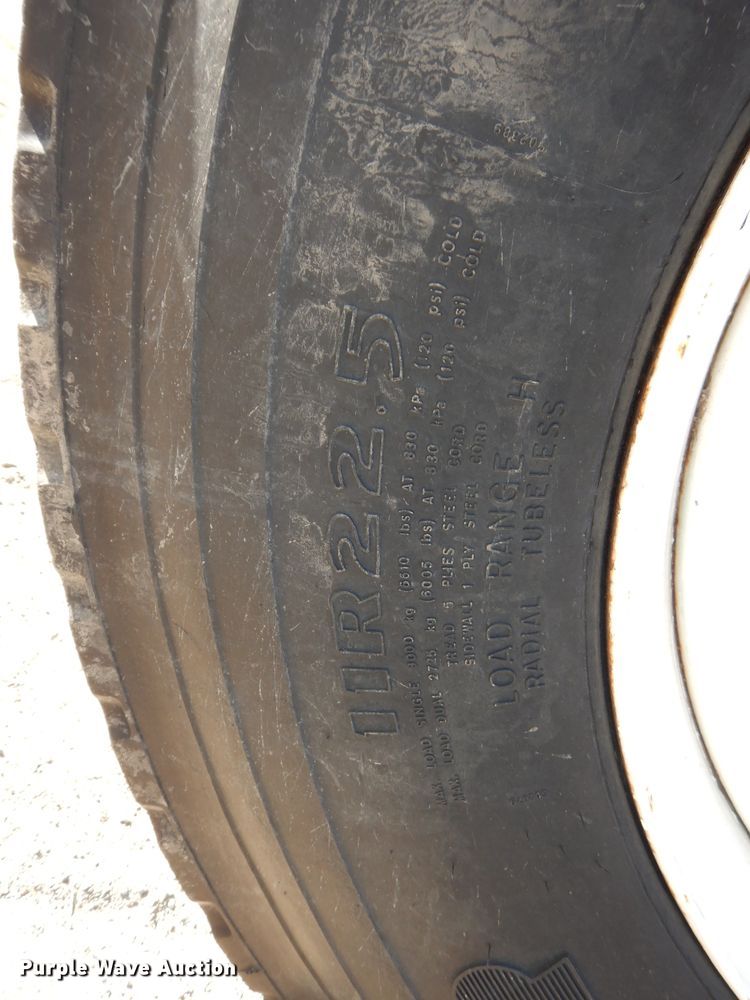 11R22.5
MAX. LOAD SINGLE 3000 kg (6610 lbs) AT 830 kPa (120 psi) COLD
MAX. LOAD DUAL 2725 kg (6005 lbs) AT 830 kPa (120 psi) COLD
TREAD 5 PLIES STEEL CORD
SIDEWALL 1 PLY STEEL CORD
LOAD RANGE H
RADIAL TUBELESS
Purple Wave Auction